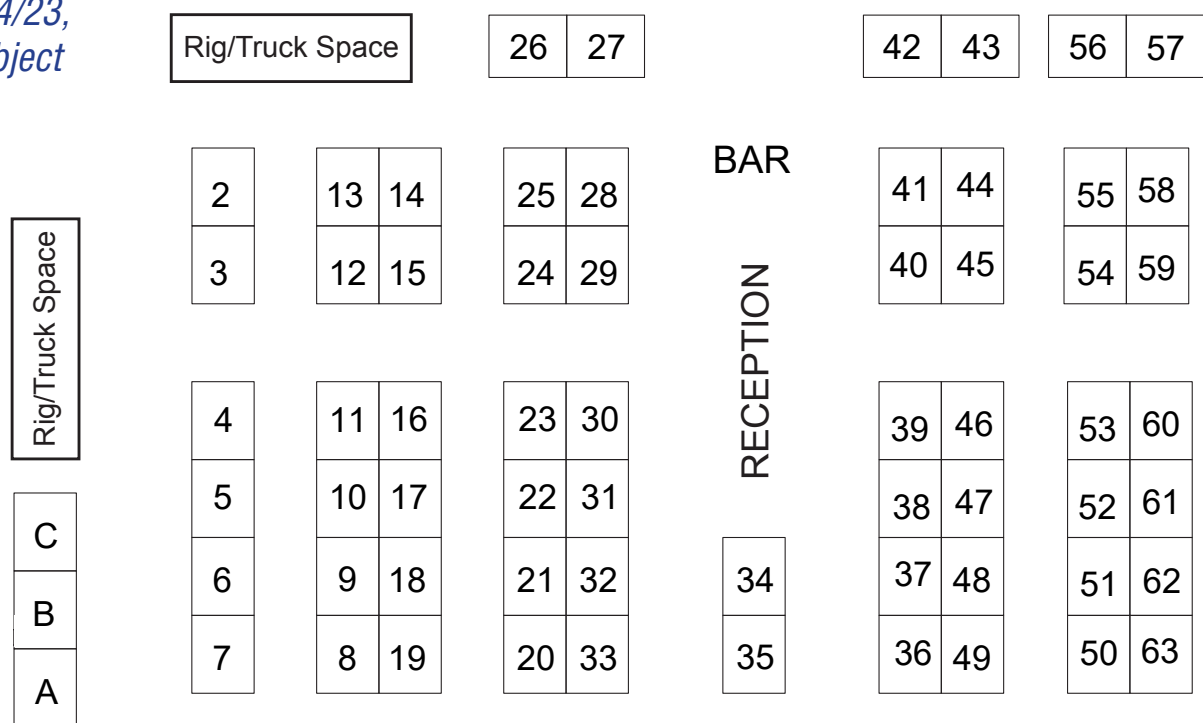 4/23,
Rig/Truck Space 26 27 42 43 56 57
BAR
2 13 14 25 28 41 44 55 58
3 12 15 24 29 40 45 54 59
Rig/Truck Space
RECEPTION
4 11 16 23 30 39 46 53 60
5 10 17 22 31 38 47 52 61
C
6 9 18 21 32 34 37 48 51 62
B
7 8 19 20 33 35 36 49 50 63
A